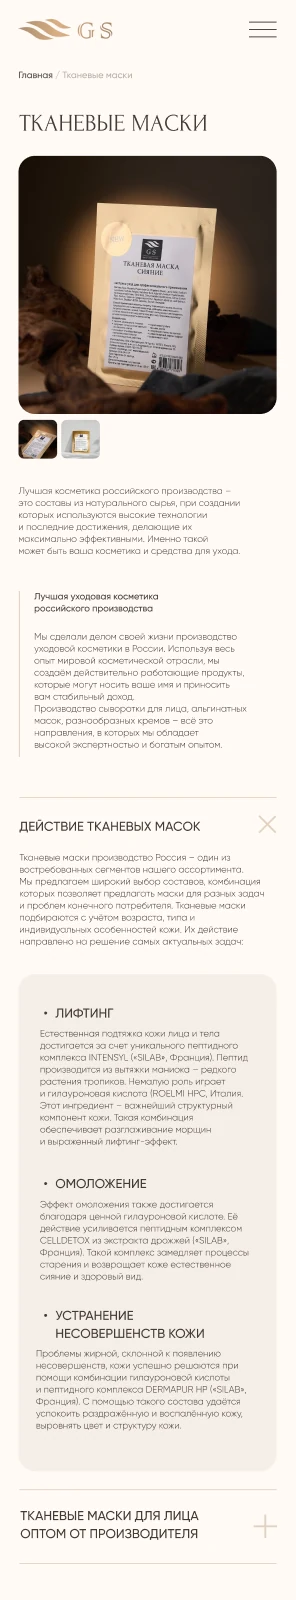 GS
Главная / Тканевые маски
ТКАНЕВЫЕ МАСКИ
GS
ТКАНЕВАЯ МАСКА
СИЯНИЕ
Лучшая косметика российского производства –
это составы из натурального сырья, при создании
которых используются высокие технологии
и последние достижения, делающие их
максимально эффективными. Именно такой
может быть ваша косметика и средства для ухода.
Лучшая уходовая косметика
российского производства
Мы сделали делом своей жизни производство
уходовой косметики в России. Используя весь
опыт мировой косметической отрасли, мы
создаём действительно работающие продукты,
которые могут носить ваше имя и приносить
вам стабильный доход.
Производство сыворотки для лица, альгинатных
масок, разнообразных кремов – всё это
направления, в которых мы обладает
высокой экспертностью и богатым опытом.
ДЕЙСТВИЕ ТКАНЕВЫХ МАСОК
Тканевые маски производство Россия – один из
востребованных сегментов нашего ассортимента.
Мы предлагаем широкий выбор составов, комбинация
которых позволяет предлагать маски для разных задач
и проблем конечного потребителя. Тканевые маски
подбираются с учётом возраста, типа и
индивидуальных особенностей кожи. Их действие
направлено на решение самых актуальных задач:
• ЛИФТИНГ
Естественная подтяжка кожи лица и тела
достигается за счет уникального пептидного
комплекса INTENSYL («SILAB», Франция). Пептид
производится из вытяжки маниока – редкого
растения тропиков. Немалую роль играет
и гилауроновая кислота (ROELMI HPC, Италия.
Этот ингредиент – важнейший структурный
компонент кожи. Такая комбинация
обеспечивает разглаживание морщин
и выраженный лифтинг-эффект.
• ОМОЛОЖЕНИЕ
Эффект омоложения также достигается
благодаря ценной гилауроновой кислоте. Её
действие усиливается пептидным комплексом
CELLDETOX из экстракта дрожжей («SILAB»,
Франция). Такой комплекс замедляет процессы
старения и возвращает коже естественное
сияние и здоровый вид.
• УСТРАНЕНИЕ
НЕСОВЕРШЕНСТВ КОЖИ
Проблемы жирной, склонной к появлению
несовершенств, кожи успешно решаются при
помощи комбинации гилауроновой кислоты
и пептидного комплекса DERMAPUR HP («SILAB»,
Франция). С помощью такого состава удаётся
успокоить раздражённую и воспалённую кожу,
выровнять цвет и структуру кожи.
ТКАНЕВЫЕ МАСКИ ДЛЯ ЛИЦА
ОПТОМ ОТ ПРОИЗВОДИТЕЛЯ